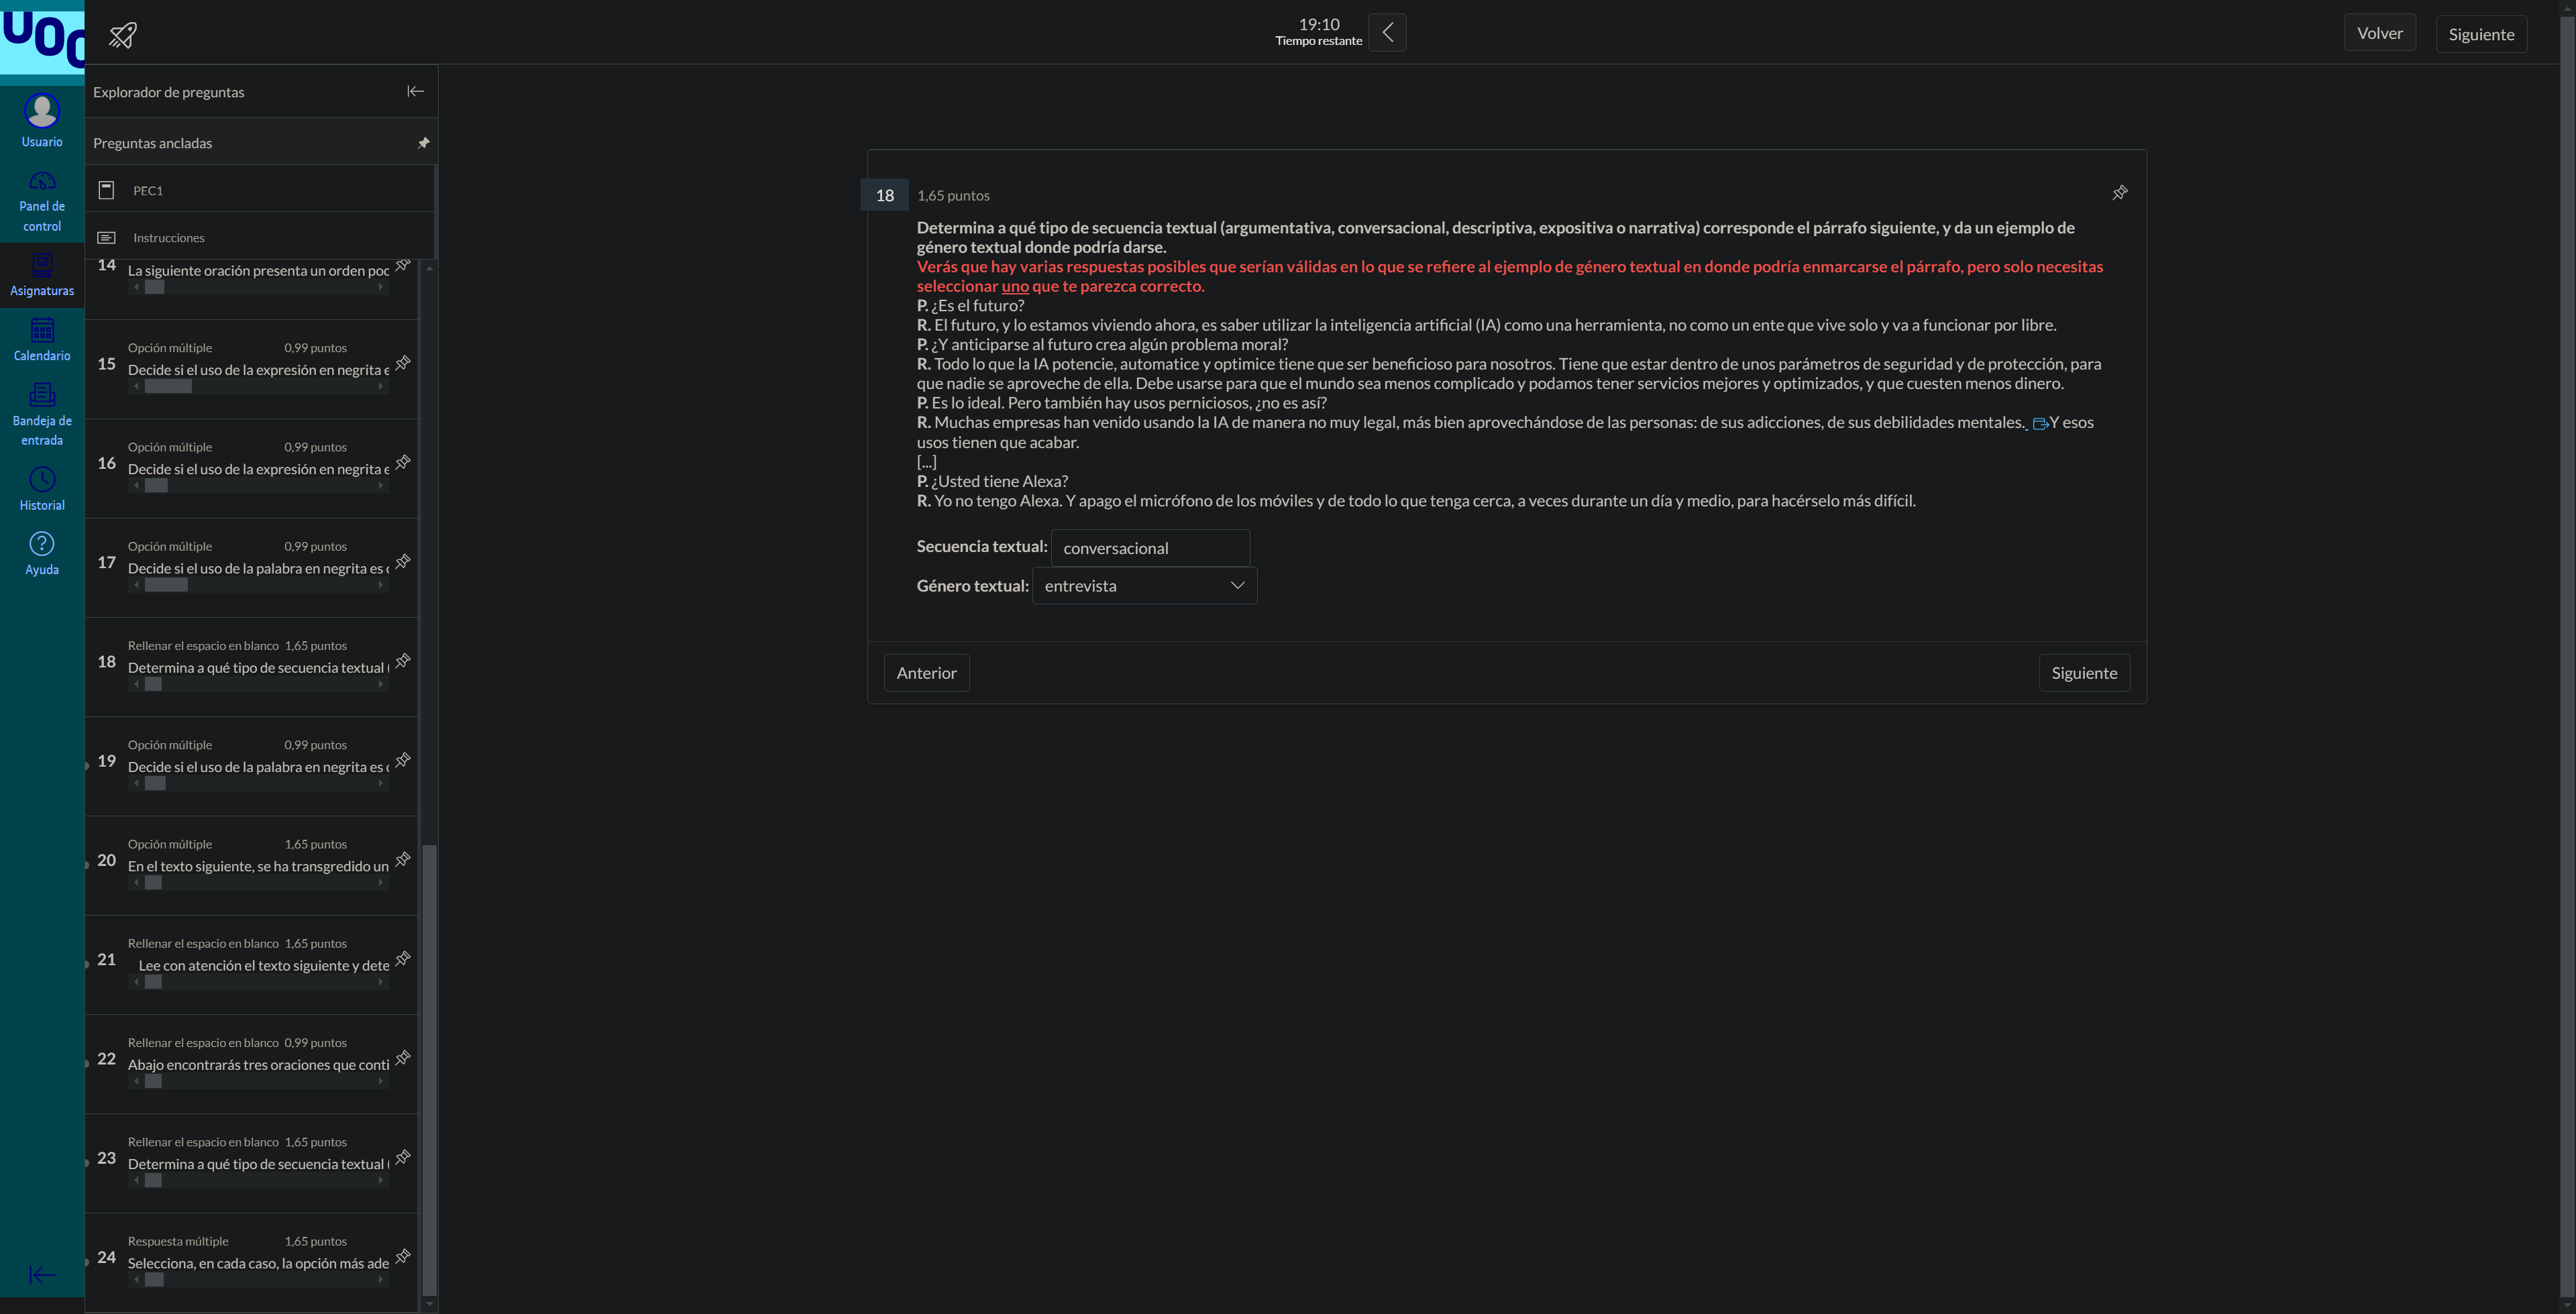 UOC
19:10
Tiempo restante
Volver
Siguiente
Usuario
Panel de
control
Asignaturas
Calendario
Bandeja de
entrada
Historial
Ayuda
Explorador de preguntas
Preguntas ancladas
PEC1
Instrucciones
14
La siguiente oración presenta un orden poc
Opción múltiple 0,99 puntos
15
Decide si el uso de la expresión en negrita e
Opción múltiple 0,99 puntos
16
Decide si el uso de la expresión en negrita e
Opción múltiple 0,99 puntos
17
Decide si el uso de la palabra en negrita es c
Rellenar el espacio en blanco 1,65 puntos
18
Determina a qué tipo de secuencia textual (
Opción múltiple 0,99 puntos
19
Decide si el uso de la palabra en negrita es c
Opción múltiple 1,65 puntos
20
En el texto siguiente, se ha transgredido un
Rellenar el espacio en blanco 1,65 puntos
21
Lee con atención el texto siguiente y dete
Rellenar el espacio en blanco 0,99 puntos
22
Abajo encontrarás tres oraciones que conti
Rellenar el espacio en blanco 1,65 puntos
23
Determina a qué tipo de secuencia textual (
Respuesta múltiple 1,65 puntos
24
Selecciona, en cada caso, la opción más ade
18 1,65 puntos
Determina a qué tipo de secuencia textual (argumentativa, conversacional, descriptiva, expositiva o narrativa) corresponde el párrafo siguiente, y da un ejemplo de
género textual donde podría darse.
Verás que hay varias respuestas posibles que serían válidas en lo que se refiere al ejemplo de género textual en donde podría enmarcarse el párrafo, pero solo necesitas
seleccionar uno que te parezca correcto.
P. ¿Es el futuro?
R. El futuro, y lo estamos viviendo ahora, es saber utilizar la inteligencia artificial (IA) como una herramienta, no como un ente que vive solo y va a funcionar por libre.
P. ¿Y anticiparse al futuro crea algún problema moral?
R. Todo lo que la IA potencie, automatice y optimice tiene que ser beneficioso para nosotros. Tiene que estar dentro de unos parámetros de seguridad y de protección, para
que nadie se aproveche de ella. Debe usarse para que el mundo sea menos complicado y podamos tener servicios mejores y optimizados, y que cuesten menos dinero.
P. Es lo ideal. Pero también hay usos perniciosos, ¿no es así?
R. Muchas empresas han venido usando la IA de manera no muy legal, más bien aprovechándose de las personas: de sus adicciones, de sus debilidades mentales. Y esos
usos tienen que acabar.
[...]
P. ¿Usted tiene Alexa?
R. Yo no tengo Alexa. Y apago el micrófono de los móviles y de todo lo que tenga cerca, a veces durante un día y medio, para hacérselo más difícil.
Secuencia textual: conversacional
Género textual: entrevista
Anterior
Siguiente